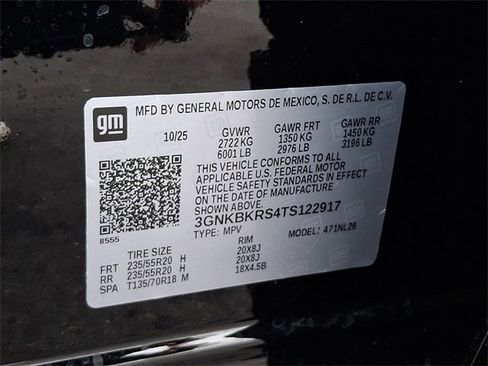 gm
MFD BY GENERAL MOTORS DE MEXICO, S. DE R.L. DE C.V.
10/25 GVWR GAWR FRT GAWR RR
2722 KG 1350 KG 1450 KG
6001 LB 2976 LB 3196 LB
THIS VEHICLE CONFORMS TO ALL
APPLICABLE U.S. FEDERAL MOTOR
VEHICLE SAFETY STANDARDS IN EFFECT
ON THE DATE OF MANUFACTURE
SHOWN ABOVE.
3GNKBKRS4TS122917
8555
TYPE: MPV MODEL: 471NL26
TIRE SIZE RIM
FRT 235/55R20 H 20X8J
RR 235/55R20 H 20X8J
SPA T135/70R18 M 18X4.5B